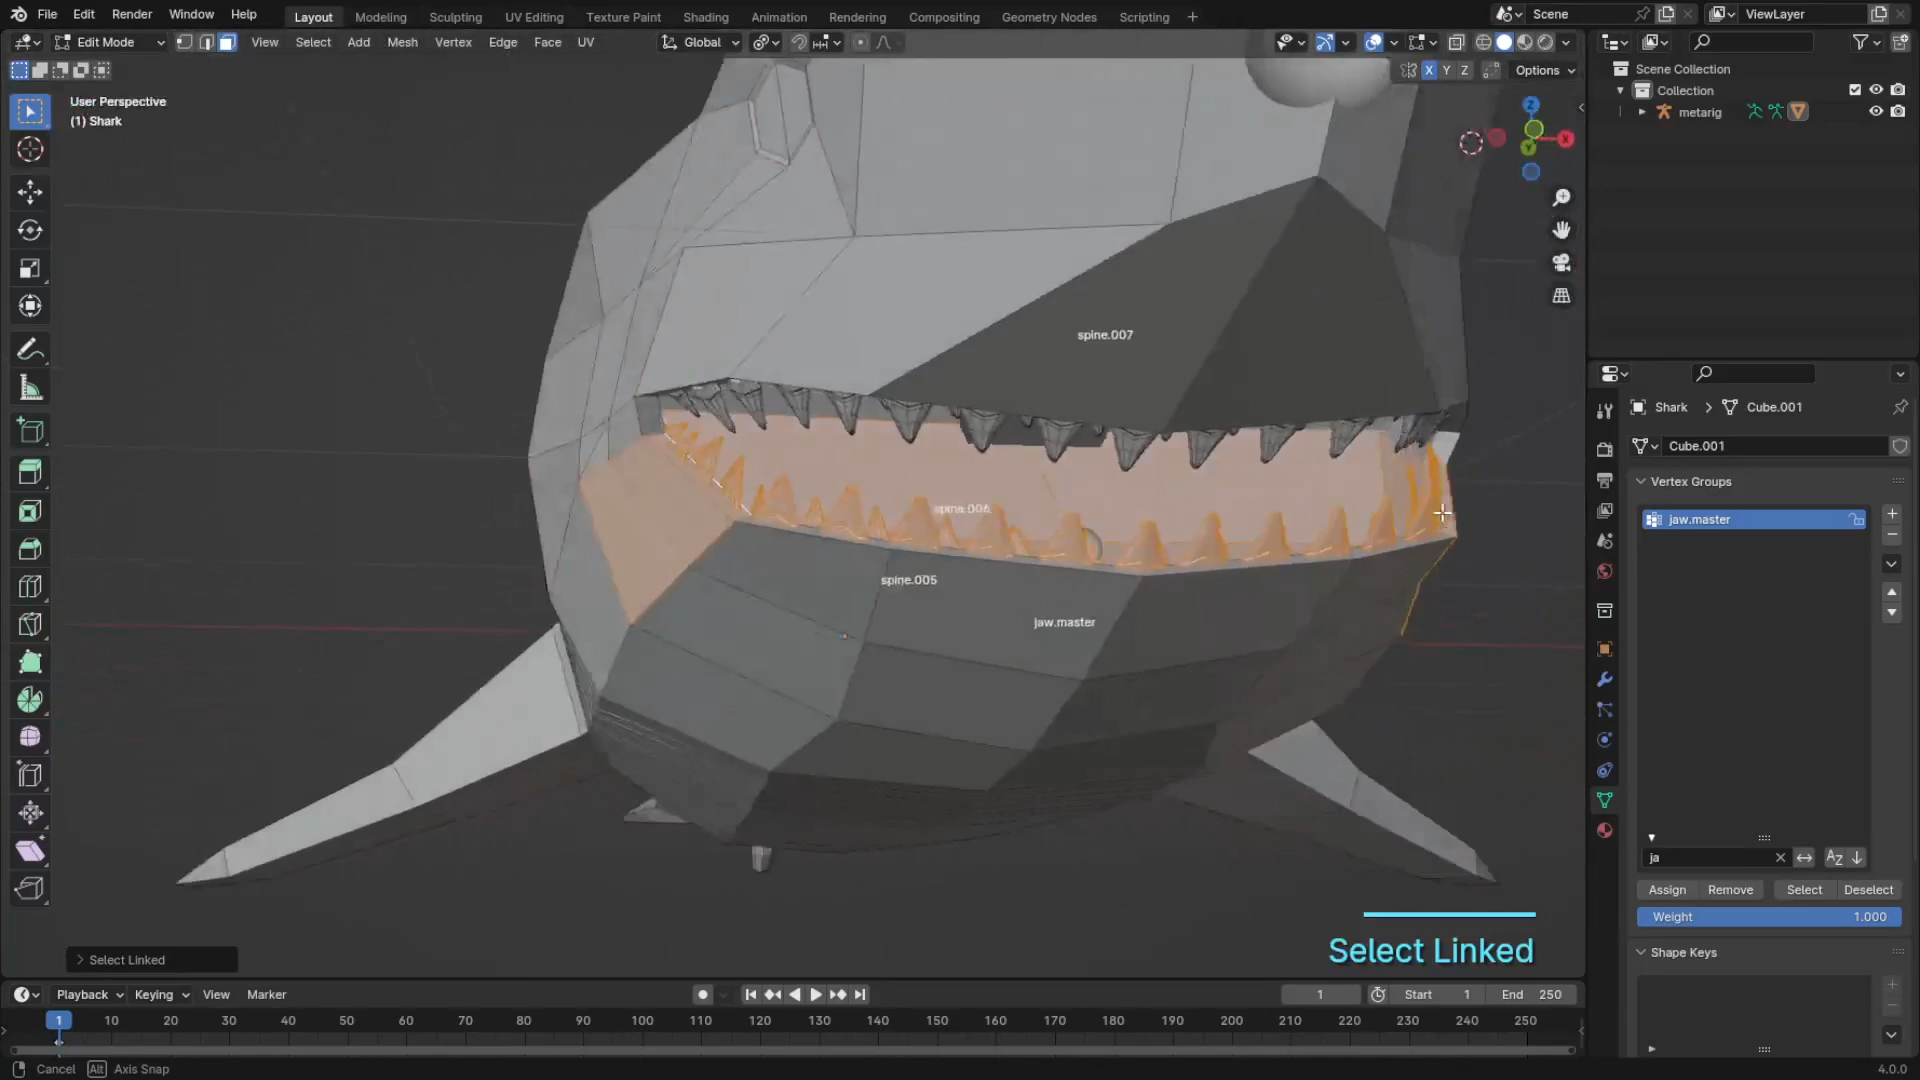 File Edit Render Window Help Layout Modeling Sculpting UV Editing Texture Paint Shading Animation Rendering Compositing Geometry Nodes Scripting + Scene ViewLayer
Edit Mode View Select Add Mesh Vertex Edge Face UV Global
X Y Z Options
User Perspective
(1) Shark
Z
X
Y
Scene Collection
Collection
metarig
spine.007
spine.005
jaw.master
Shark > Cube.001
Cube.001
Vertex Groups
jaw.master
ja
Assign Remove Select Deselect
Weight 1.000
Shape Keys
Select Linked
Select Linked
Playback Keying View Marker 1 Start 1 End 250
1 10 20 30 40 50 60 70 80 90 100 110 120 130 140 150 160 170 180 190 200 210 220 230 240 250
Cancel Alt Axis Snap 4.0.0